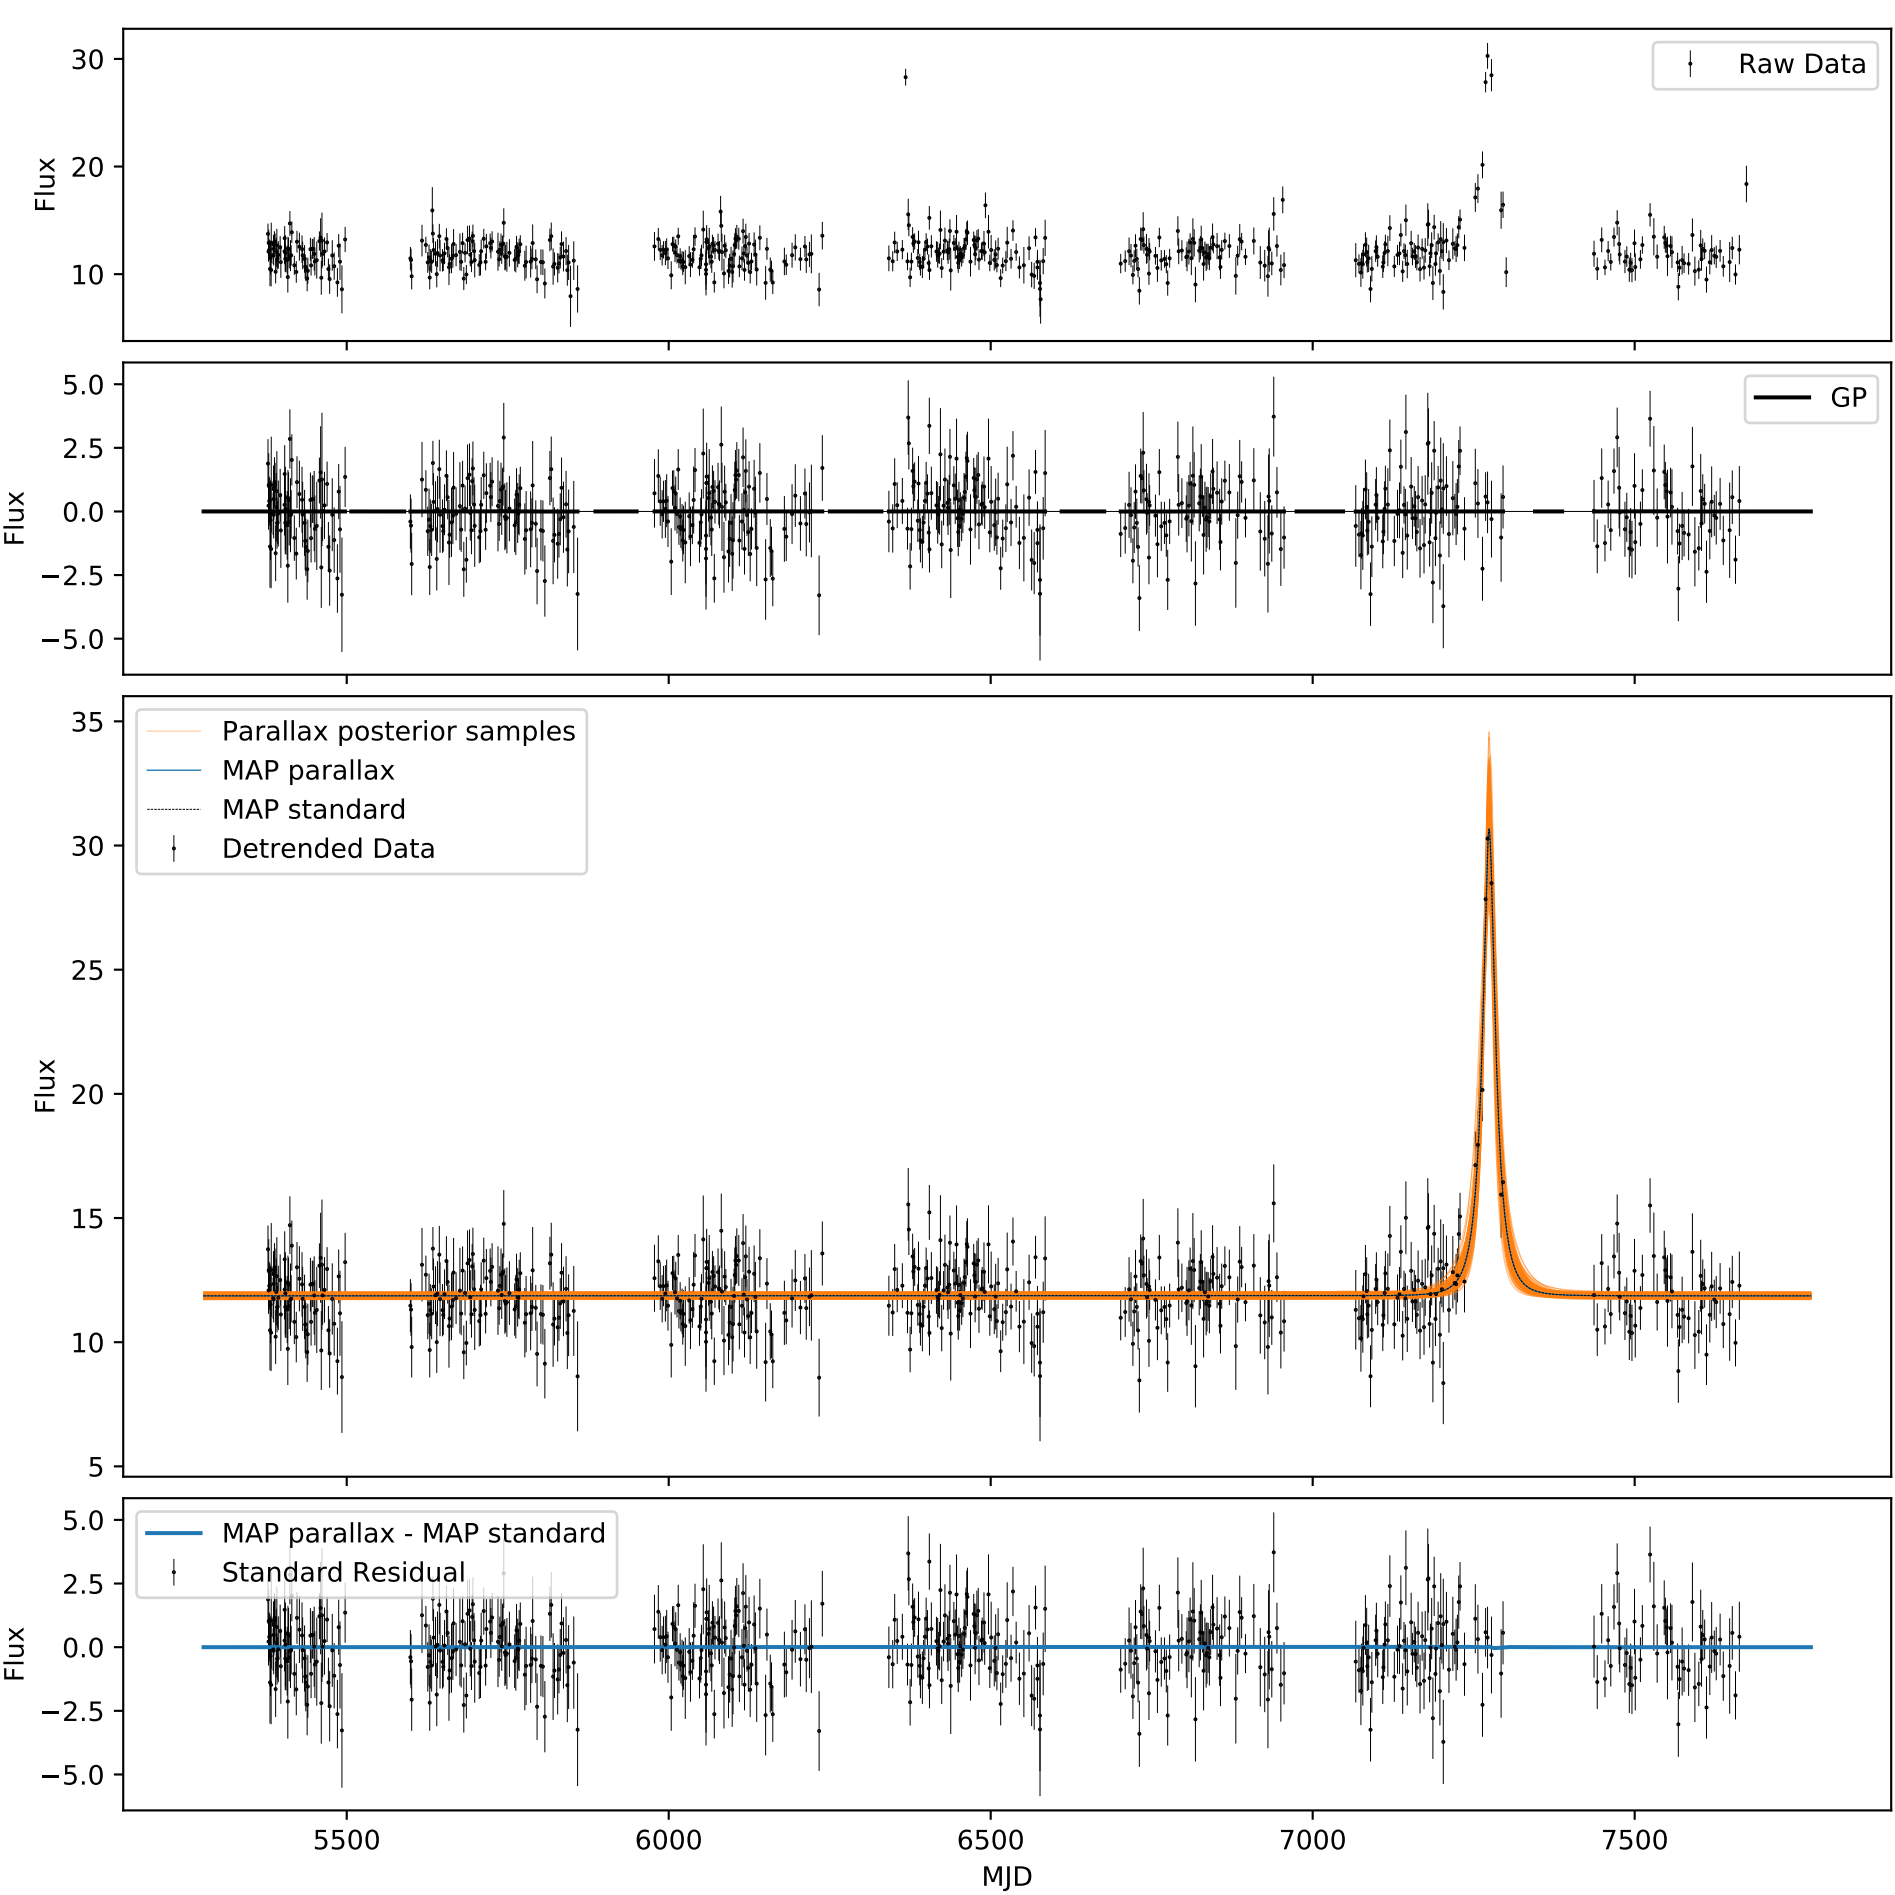 30
20
10
Flux
Raw Data
5.0
2.5
0.0
−2.5
−5.0
Flux
GP
35
30
25
20
15
10
5
Flux
Parallax posterior samples
MAP parallax
MAP standard
Detrended Data
5.0
2.5
0.0
−2.5
−5.0
Flux
MAP parallax - MAP standard
Standard Residual
5500 6000 6500 7000 7500
MJD